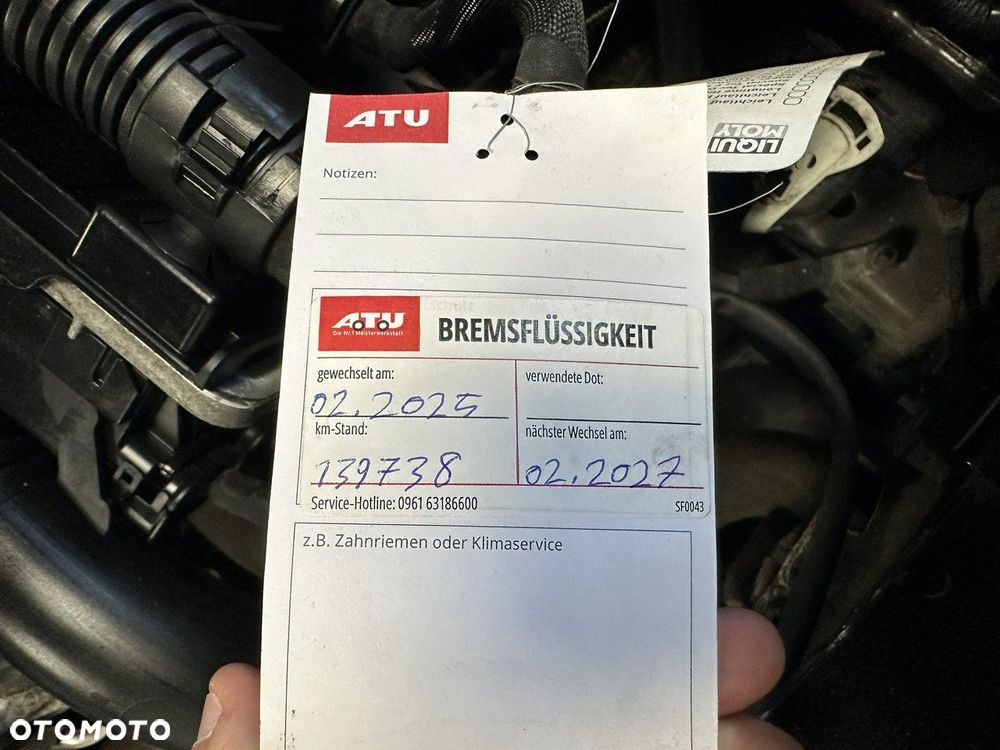 ATU
Notizen:
LIQUI
MOLY
Leichtlauf
ATU
Die Nr.1 Meisterwerkstatt
BREMSFLÜSSIGKEIT
gewechselt am:
verwendete Dot:
02.2025
km-Stand:
nächster Wechsel am:
139738
02.2027
Service-Hotline: 0961 63186600
SF0043
z.B. Zahnriemen oder Klimaservice
OTOMOTO